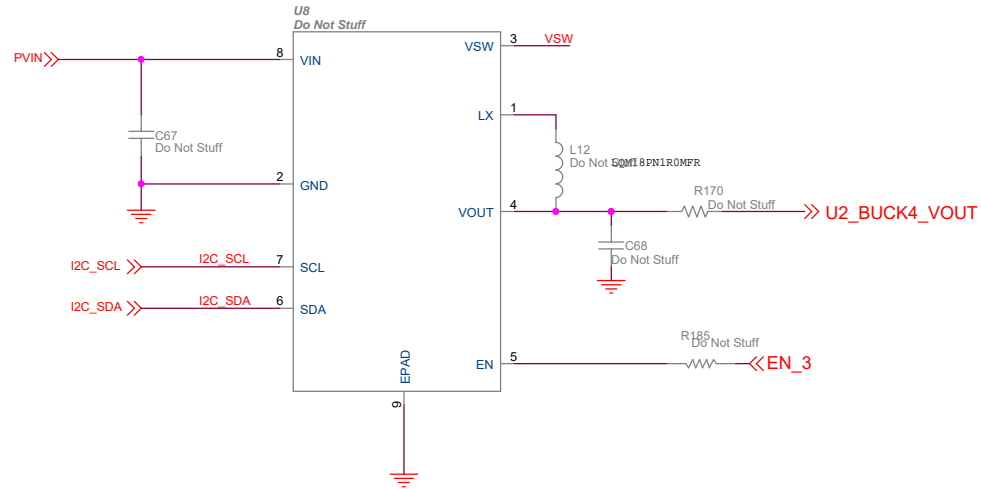 U8
Do Not Stuff
PVIN
8
VIN
VSW
3
VSW
LX
1
C67
Do Not Stuff
L12
Do Not Stuff
LQM18PN1R0MFR
2
GND
R170
Do Not Stuff
VOUT
4
U2_BUCK4_VOUT
C68
Do Not Stuff
I2C_SCL
I2C_SCL
7
SCL
I2C_SDA
I2C_SDA
6
SDA
R185
Do Not Stuff
EN
5
EN_3
EPAD
9